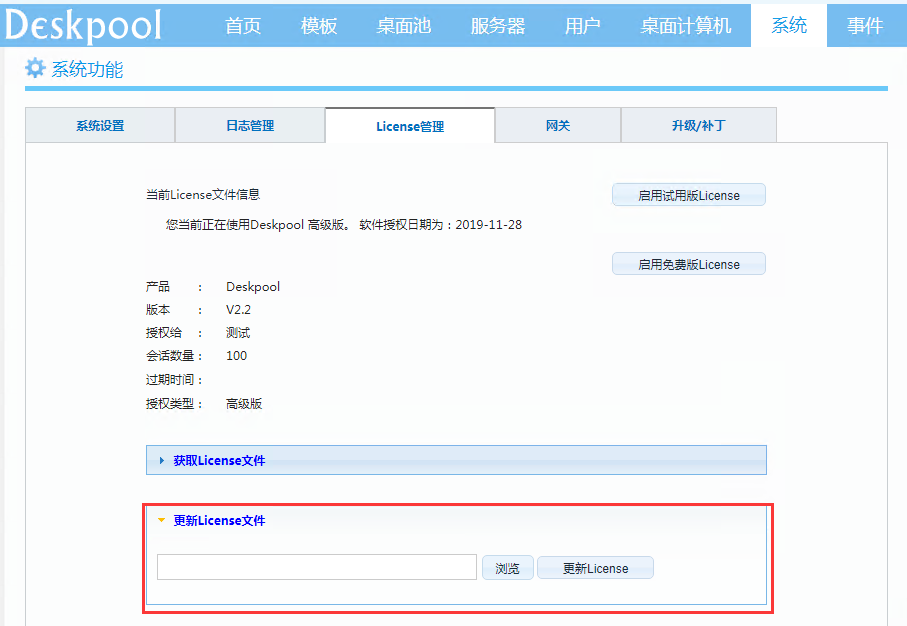 Deskpool 首页 模板 桌面池 服务器 用户 桌面计算机 系统 事件
系统功能
系统设置 日志管理 License管理 网关 升级/补丁
当前License文件信息 启用试用版License
您当前正在使用Deskpool 高级版。 软件授权日期为：2019-11-28
启用免费版License
产品 ： Deskpool
版本 ： V2.2
授权给 ： 测试
会话数量： 100
过期时间：
授权类型： 高级版
获取License文件
更新License文件
浏览 更新License